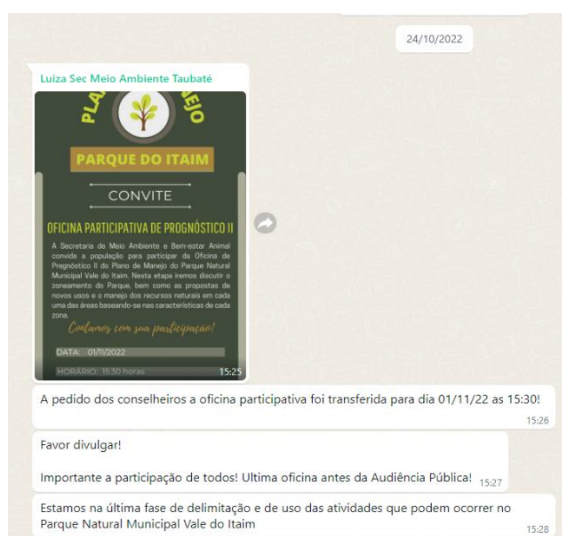 24/10/2022
Luiza Sec Meio Ambiente Taubaté
PARQUE DO ITAIM
CONVITE
OFICINA PARTICIPATIVA DE PROGNÓSTICO II
A Secretaria de Meio Ambiente e Bem-estar Animal
convida a população para participar da Oficina de
Prognóstico II do Plano de Manejo do Parque Natural
Municipal Vale do Itaim. Nesta etapa iremos discutir o
zoneamento do Parque, bem como as propostas de
novos usos e o manejo dos recursos naturais em cada
uma das áreas baseando-se nas características de cada
zona.
Contamos com sua participação!
DATA: 01/11/2022
HORÁRIO: 15:30 horas
15:25
A pedido dos conselheiros a oficina participativa foi transferida para dia 01/11/22 as 15:30!
15:26
Favor divulgar!
Importante a participação de todos! Ultima oficina antes da Audiência Pública! 15:27
Estamos na última fase de delimitação e de uso das atividades que podem ocorrer no
Parque Natural Municipal Vale do Itaim
15:28